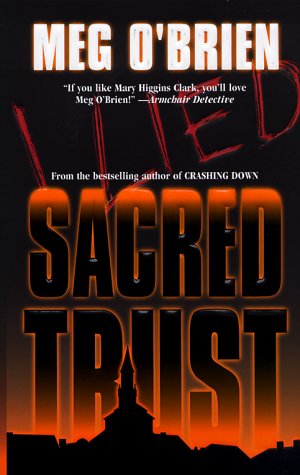 MEG O'BRIEN
"If you like Mary Higgins Clark, you'll love
Meg O'Brien!" —Armchair Detective
I LIED
From the bestselling author of CRASHING DOWN
SACRED
TRUST